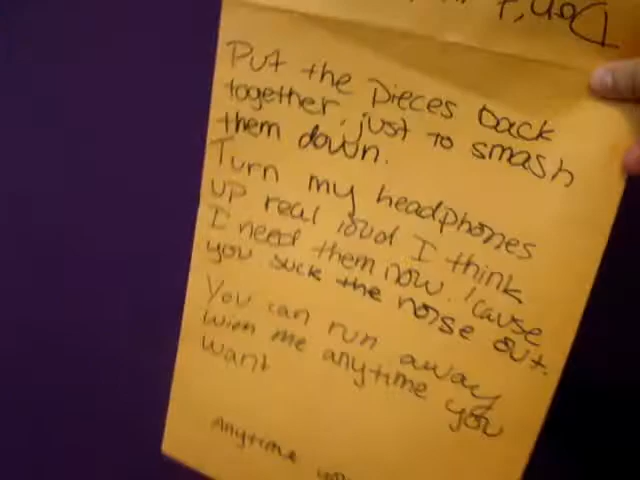 Put the pieces back
together, just to smash
them down.
Turn my headphones
up real loud I think
I need them now. 'cause
you suck the noise out.
You can run away
with me anytime you
want
Anytime